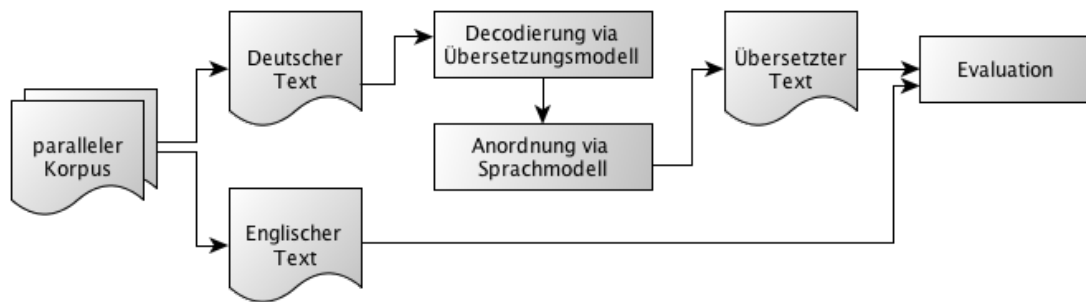 paralleler
Korpus
Deutscher
Text
Decodierung via
Übersetzungsmodell
Anordnung via
Sprachmodell
Übersetzter
Text
Evaluation
Englischer
Text